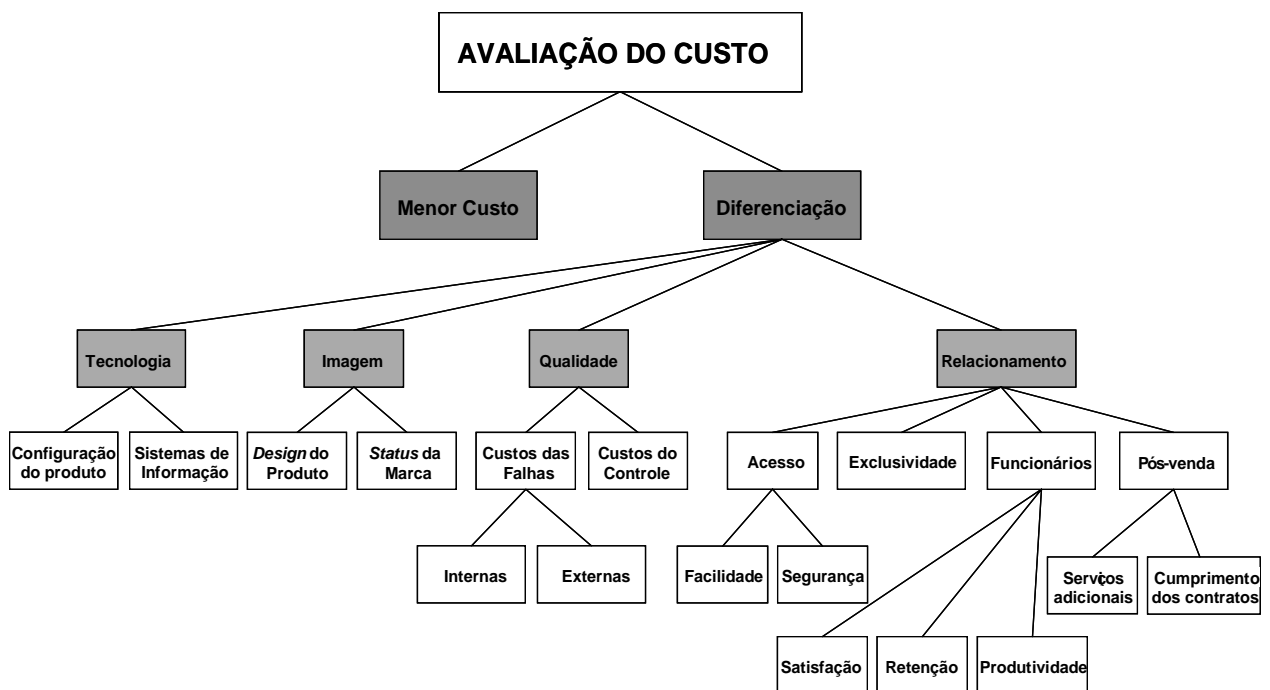 AVALIAÇÃO DO CUSTO
Menor Custo
Diferenciação
Tecnologia
Imagem
Qualidade
Relacionamento
Configuração
do produto
Sistemas de
Informação
Design do
Produto
Status da
Marca
Custos das
Falhas
Custos do
Controle
Acesso
Exclusividade
Funcionários
Pós-venda
Internas
Externas
Facilidade
Segurança
Serviços
adicionais
Cumprimento
dos contratos
Satisfação
Retenção
Produtividade